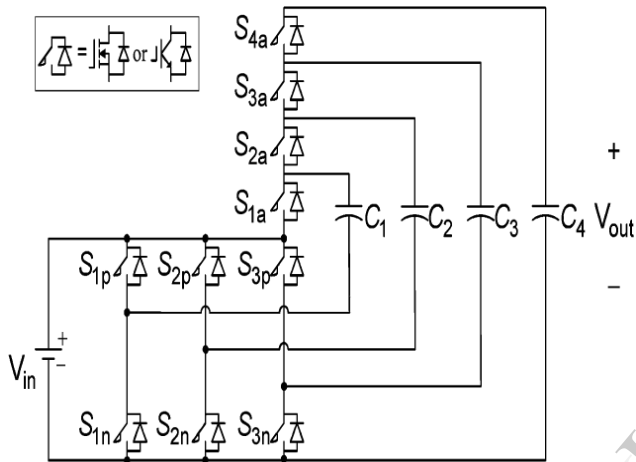 = or
S4a
S3a
S2a
S1a
C1 C2 C3 C4
+
Vout
−
S1p S2p S3p
Vin
+
−
S1n S2n S3n